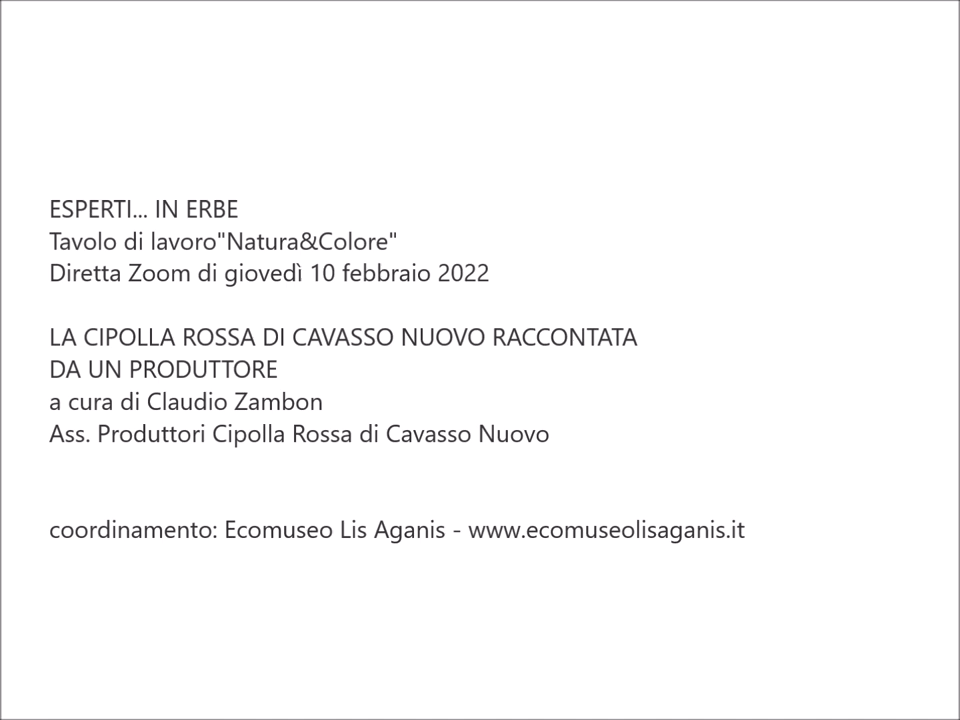 ESPERTI... IN ERBE
Tavolo di lavoro"Natura&Colore"
Diretta Zoom di giovedì 10 febbraio 2022
LA CIPOLLA ROSSA DI CAVASSO NUOVO RACCONTATA
DA UN PRODUTTORE
a cura di Claudio Zambon
Ass. Produttori Cipolla Rossa di Cavasso Nuovo
coordinamento: Ecomuseo Lis Aganis - www.ecomuseolisaganis.it